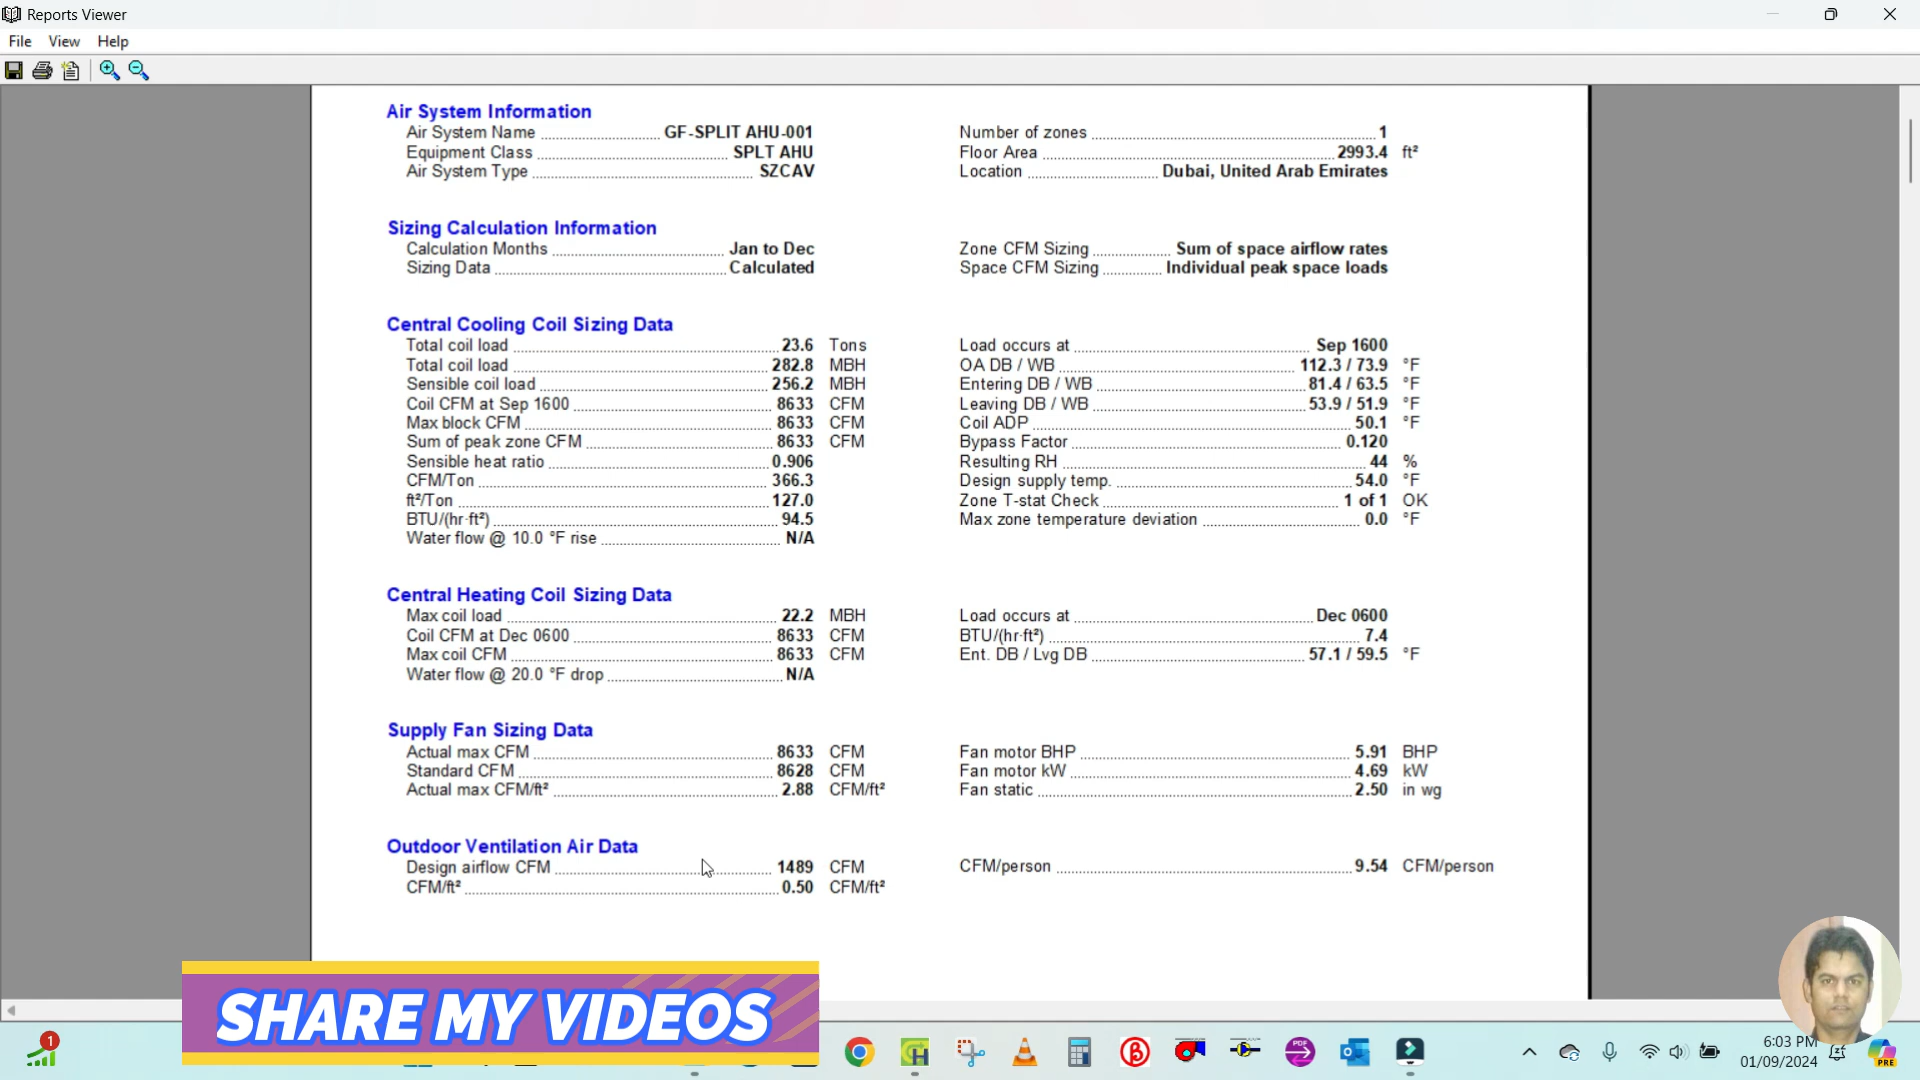 Reports Viewer
File View Help
Air System Information
Air System Name GF-SPLIT AHU-001 Number of zones 1
Equipment Class SPLT AHU Floor Area 2993.4 ft²
Air System Type SZCAV Location Dubai, United Arab Emirates
Sizing Calculation Information
Calculation Months Jan to Dec Zone CFM Sizing Sum of space airflow rates
Sizing Data Calculated Space CFM Sizing Individual peak space loads
Central Cooling Coil Sizing Data
Total coil load 23.6 Tons Load occurs at Sep 1600
Total coil load 282.8 MBH OA DB / WB 112.3 / 73.9 °F
Sensible coil load 256.2 MBH Entering DB / WB 81.4 / 63.5 °F
Coil CFM at Sep 1600 8633 CFM Leaving DB / WB 53.9 / 51.9 °F
Max block CFM 8633 CFM Coil ADP 50.1 °F
Sum of peak zone CFM 8633 CFM Bypass Factor 0.120
Sensible heat ratio 0.906 Resulting RH 44 %
CFM/Ton 366.3 Design supply temp. 54.0 °F
ft²/Ton 127.0 Zone T-stat Check 1 of 1 OK
BTU/(hr·ft²) 94.5 Max zone temperature deviation 0.0 °F
Water flow @ 10.0 °F rise N/A
Central Heating Coil Sizing Data
Max coil load 22.2 MBH Load occurs at Dec 0600
Coil CFM at Dec 0600 8633 CFM BTU/(hr·ft²) 7.4
Max coil CFM 8633 CFM Ent. DB / Lvg DB 57.1 / 59.5 °F
Water flow @ 20.0 °F drop N/A
Supply Fan Sizing Data
Actual max CFM 8633 CFM Fan motor BHP 5.91 BHP
Standard CFM 8628 CFM Fan motor kW 4.69 kW
Actual max CFM/ft² 2.88 CFM/ft² Fan static 2.50 in wg
Outdoor Ventilation Air Data
Design airflow CFM 1489 CFM CFM/person 9.54 CFM/person
CFM/ft² 0.50 CFM/ft²
SHARE MY VIDEOS
1
PDF
6:03 PM
01/09/2024
PRE